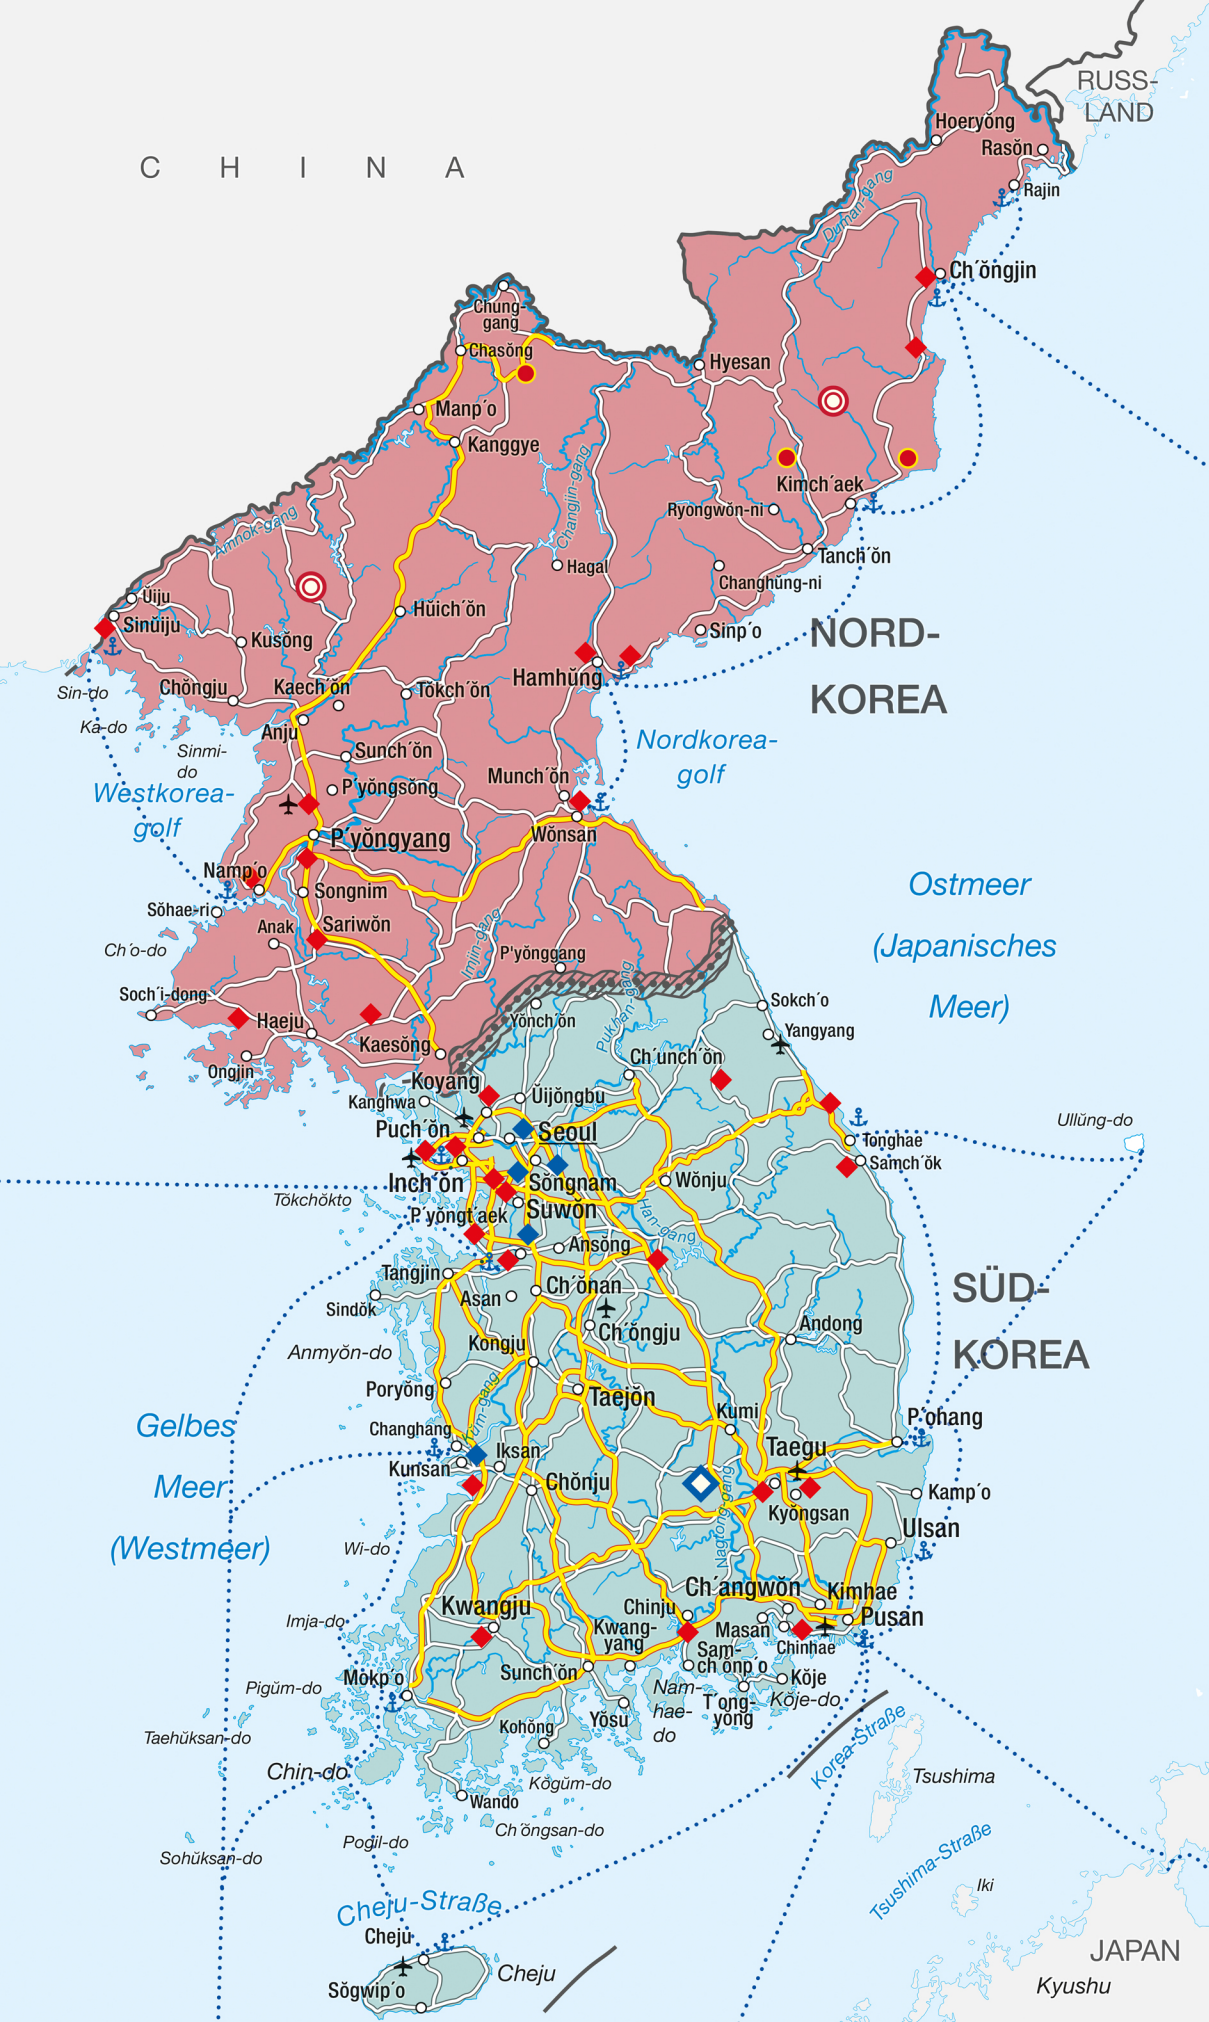 RUSS-
LAND
C H I N A
Hoeryŏng
Rasŏn
Rajin
Duman-gang
Ch´ŏngjin
Chung-
gang
Chasŏng
Hyesan
Manp´o
Kanggye
Kimch´aek
Changjin-gang
Ryongwŏn-ni
Amnok-gang
Tanch´ŏn
Hagal
Changhŭng-ni
Ŭiju
Hŭich´ŏn
Sinŭiju
Kusŏng
Sinp´o
NORD-
KOREA
Hamhŭng
Chŏngju
Kaech´ŏn
Tŏkch´ŏn
Sin-do
Ka-do
Anju
Sinmi-
do
Sunch´ŏn
Nordkorea-
golf
Munch´ŏn
P´yŏngsŏng
Westkorea-
golf
P´yŏngyang
Wŏnsan
Namp´o
Songnim
Ostmeer
(Japanisches
Meer)
Sŏhae-ri
Anak
Sariwŏn
Ch´o-do
Imjin-gang
P'yŏnggang
Soch´i-dong
Haeju
Pukhan-gang
Sokch´o
Yŏnch´ŏn
Yangyang
Kaesŏng
Ongjin
Ch´unch´ŏn
Koyang
Kanghwa
Ŭijŏngbu
Puch´ŏn
Seoul
Ullŭng-do
Tonghae
Samch´ŏk
Inch´ŏn
Sŏngnam
Wŏnju
Tŏkchŏkto
P´yŏngt´aek
Suwŏn
Han-gang
Ansŏng
Tangjin
Ch´ŏnan
SÜD-
KOREA
Sindŏk
Asan
Ch´ŏngju
Andong
Kongju
Anmyŏn-do
Poryŏng
Taejŏn
Kŭm-gang
Kumi
P´ohang
Gelbes
Meer
(Westmeer)
Changhang
Iksan
Taegu
Kunsan
Chŏnju
Kamp´o
Kyŏngsan
Nagtong-gang
Ulsan
Wi-do
Ch´angwŏn
Kimhae
Kwangju
Chinju
Pusan
Imja-do
Kwang-
yang
Masan
Chinhae
Sam-
ch´ŏnp´o
Sunch´ŏn
Mokp´o
Kŏje
Pigŭm-do
Nam-
hae-
do
T´ong-
yŏng
Kŏje-do
Yŏsu
Kohŏng
Taehŭksan-do
Korea-Straße
Chin-do
Kŏgŭm-do
Tsushima
Wando
Ch´ŏngsan-do
Pogil-do
Sohŭksan-do
Tsushima-Straße
Iki
Cheju-Straße
Cheju
Cheju
Sŏgwip´o
JAPAN
Kyushu